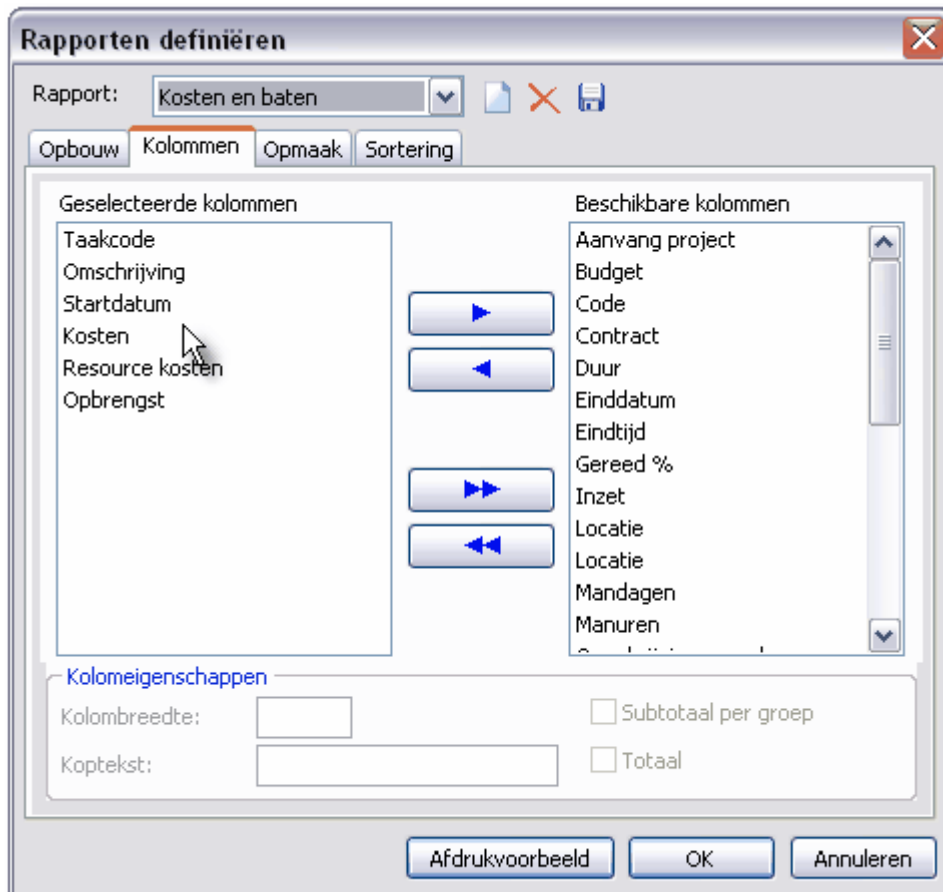 Rapporten definiëren
Rapport: Kosten en baten
Opbouw Kolommen Opmaak Sortering
Geselecteerde kolommen
Taakcode
Omschrijving
Startdatum
Kosten
Resource kosten
Opbrengst
Beschikbare kolommen
Aanvang project
Budget
Code
Contract
Duur
Einddatum
Eindtijd
Gereed %
Inzet
Locatie
Locatie
Mandagen
Manuren
Kolomeigenschappen
Kolombreedte:
Koptekst:
Subtotaal per groep
Totaal
Afdrukvoorbeeld OK Annuleren